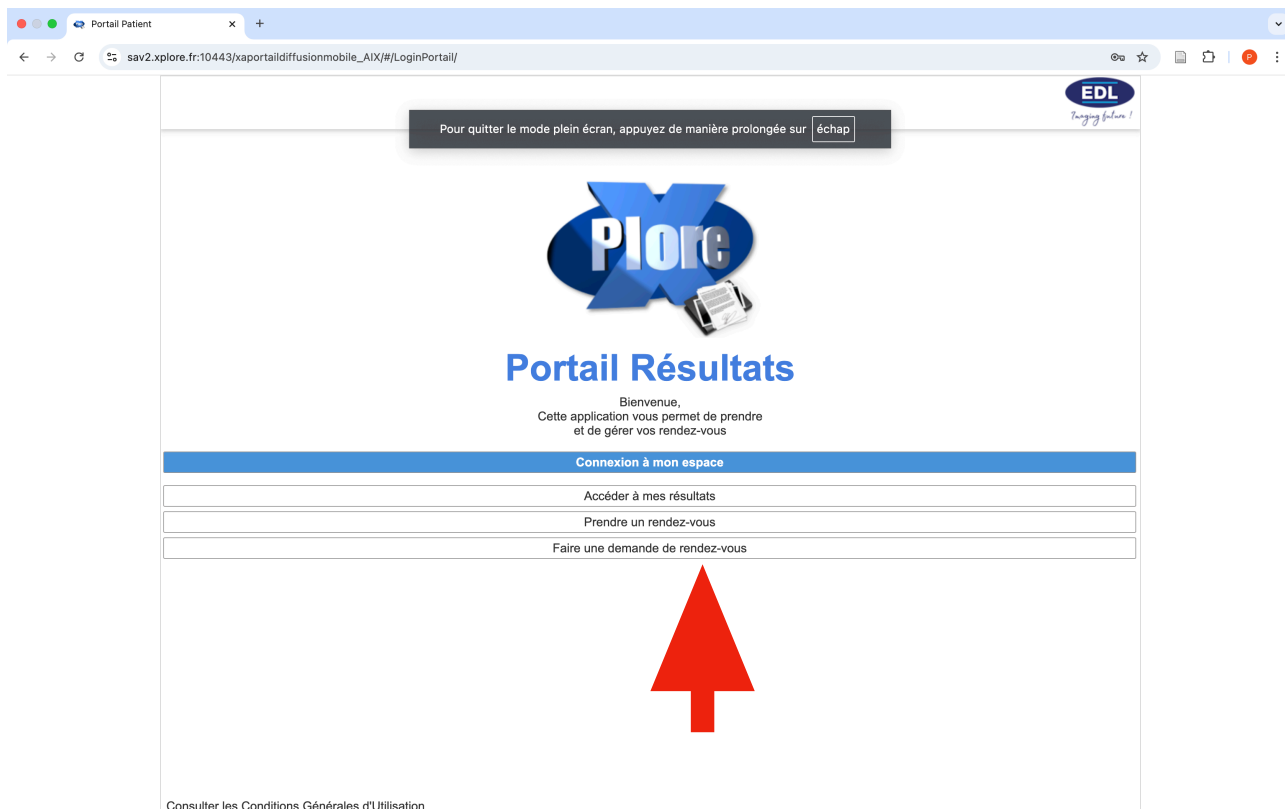 Portail Patient
sav2.xplore.fr:10443/xaportaildiffusionmobile_AIX/#/LoginPortail/
P
EDL
Imaging future !
Pour quitter le mode plein écran, appuyez de manière prolongée sur échap
X
Plore
Portail Résultats
Bienvenue,
Cette application vous permet de prendre
et de gérer vos rendez-vous
Connexion à mon espace
Accéder à mes résultats
Prendre un rendez-vous
Faire une demande de rendez-vous
Consulter les Conditions Générales d'Utilisation